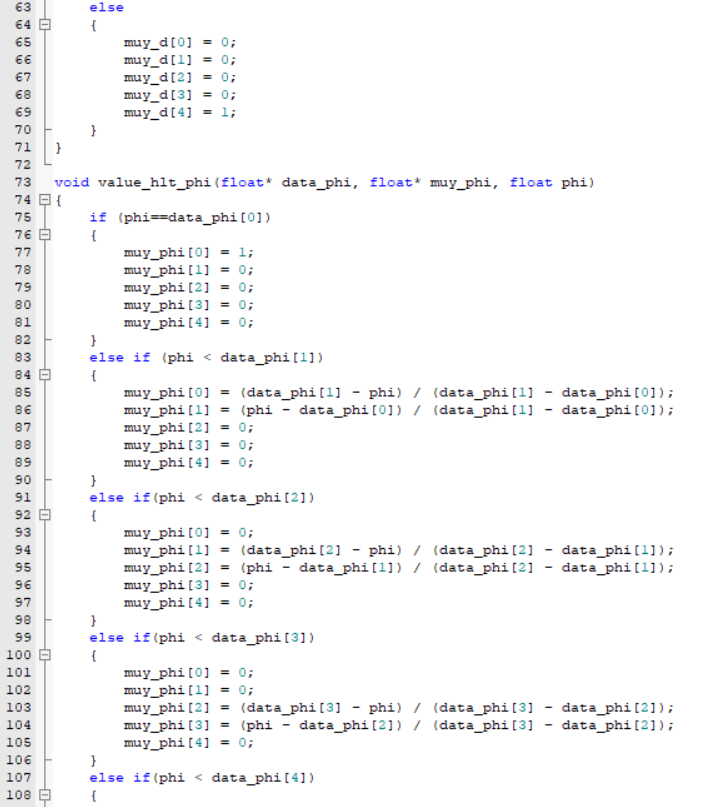 63 else
64 {
65 muy_d[0] = 0;
66 muy_d[1] = 0;
67 muy_d[2] = 0;
68 muy_d[3] = 0;
69 muy_d[4] = 1;
70 }
71 }
72
73 void value_hlt_phi(float* data_phi, float* muy_phi, float phi)
74 {
75 if (phi==data_phi[0])
76 {
77 muy_phi[0] = 1;
78 muy_phi[1] = 0;
79 muy_phi[2] = 0;
80 muy_phi[3] = 0;
81 muy_phi[4] = 0;
82 }
83 else if (phi < data_phi[1])
84 {
85 muy_phi[0] = (data_phi[1] - phi) / (data_phi[1] - data_phi[0]);
86 muy_phi[1] = (phi - data_phi[0]) / (data_phi[1] - data_phi[0]);
87 muy_phi[2] = 0;
88 muy_phi[3] = 0;
89 muy_phi[4] = 0;
90 }
91 else if(phi < data_phi[2])
92 {
93 muy_phi[0] = 0;
94 muy_phi[1] = (data_phi[2] - phi) / (data_phi[2] - data_phi[1]);
95 muy_phi[2] = (phi - data_phi[1]) / (data_phi[2] - data_phi[1]);
96 muy_phi[3] = 0;
97 muy_phi[4] = 0;
98 }
99 else if(phi < data_phi[3])
100 {
101 muy_phi[0] = 0;
102 muy_phi[1] = 0;
103 muy_phi[2] = (data_phi[3] - phi) / (data_phi[3] - data_phi[2]);
104 muy_phi[3] = (phi - data_phi[2]) / (data_phi[3] - data_phi[2]);
105 muy_phi[4] = 0;
106 }
107 else if(phi < data_phi[4])
108 {